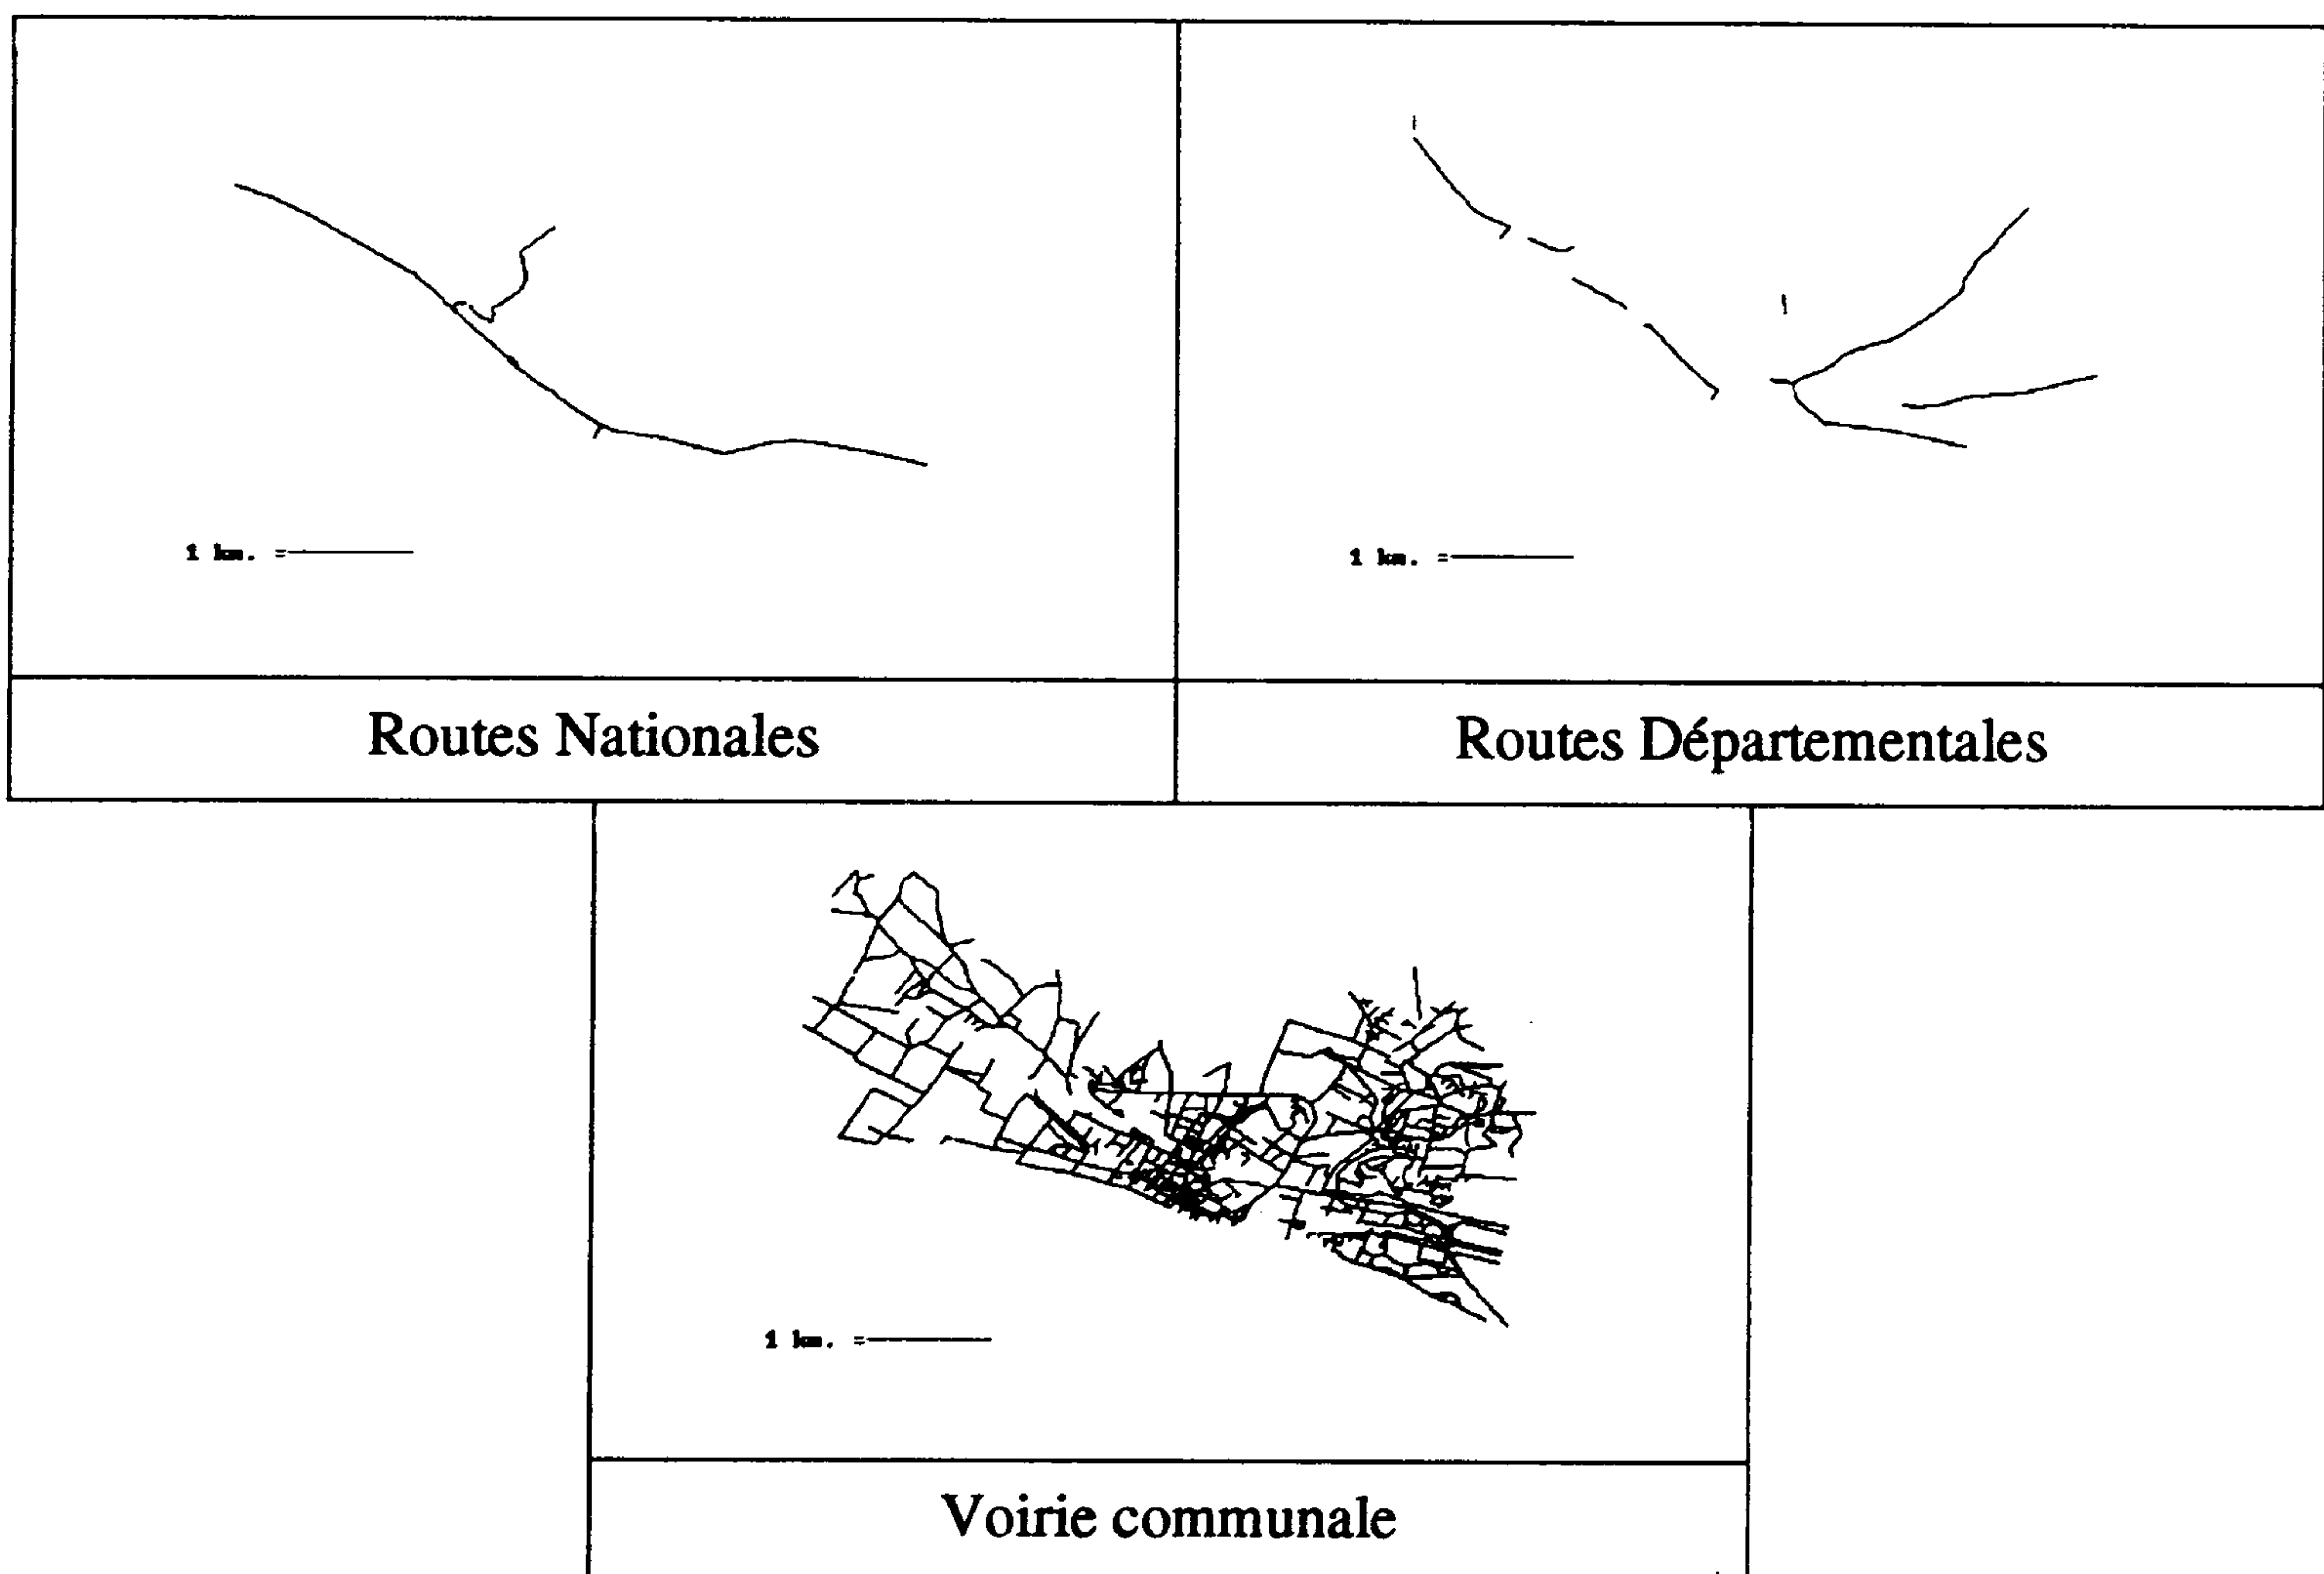 1 km. =
1 km. =
Routes Nationales
Routes Départementales
1 km. =
Voirie communale